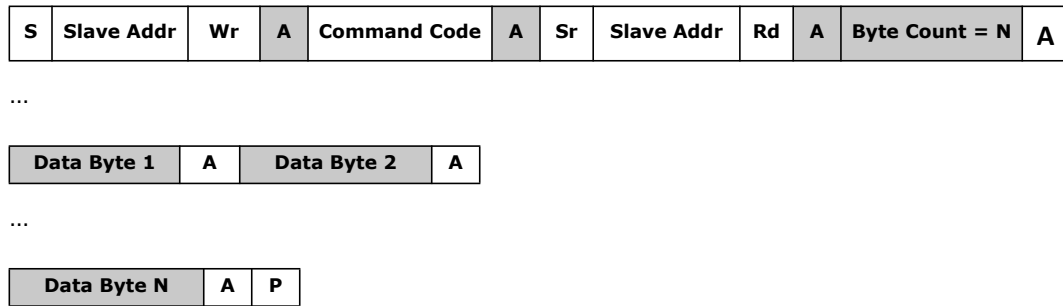 S Slave Addr Wr A Command Code A Sr Slave Addr Rd A Byte Count = N A
...
Data Byte 1 A Data Byte 2 A
...
Data Byte N A P